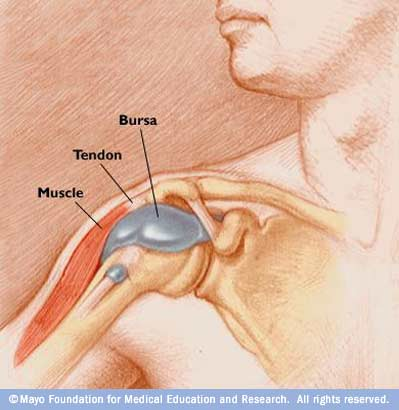 Bursa
Tendon
Muscle
©Mayo Foundation for Medical Education and Research. All rights reserved.